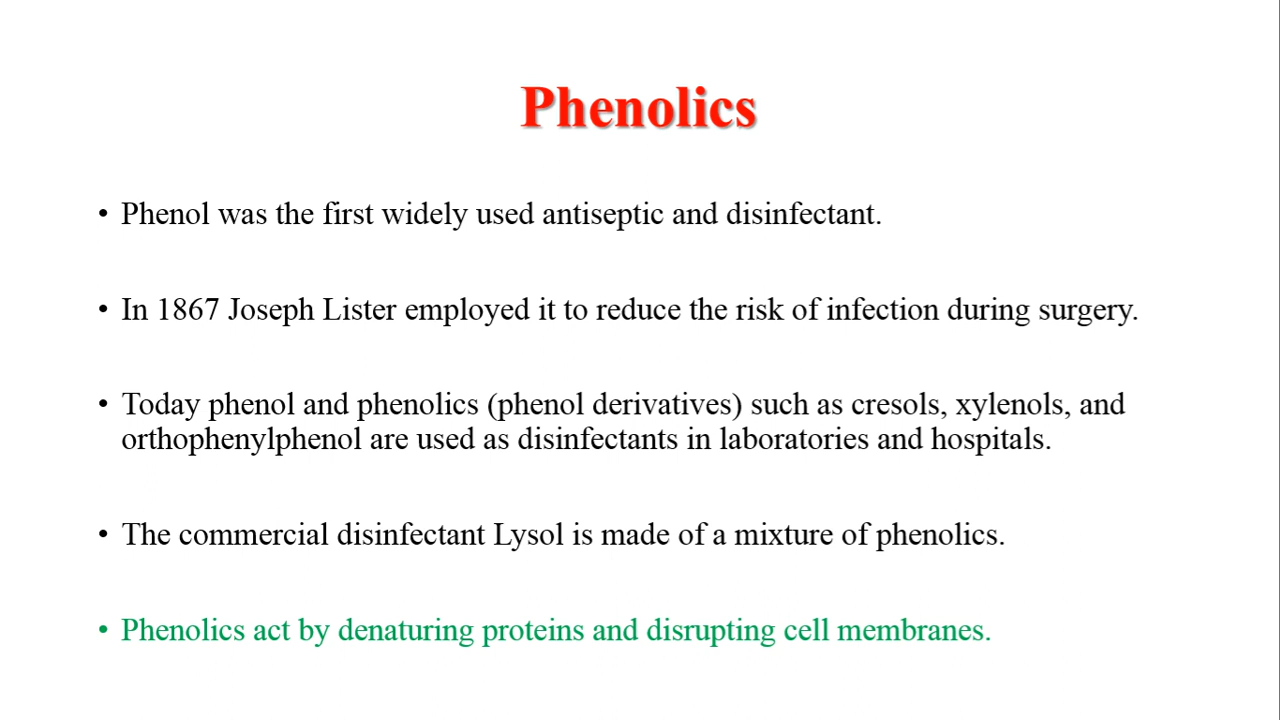 Phenolics
• Phenol was the first widely used antiseptic and disinfectant.
• In 1867 Joseph Lister employed it to reduce the risk of infection during surgery.
• Today phenol and phenolics (phenol derivatives) such as cresols, xylenols, and
orthophenylphenol are used as disinfectants in laboratories and hospitals.
• The commercial disinfectant Lysol is made of a mixture of phenolics.
• Phenolics act by denaturing proteins and disrupting cell membranes.